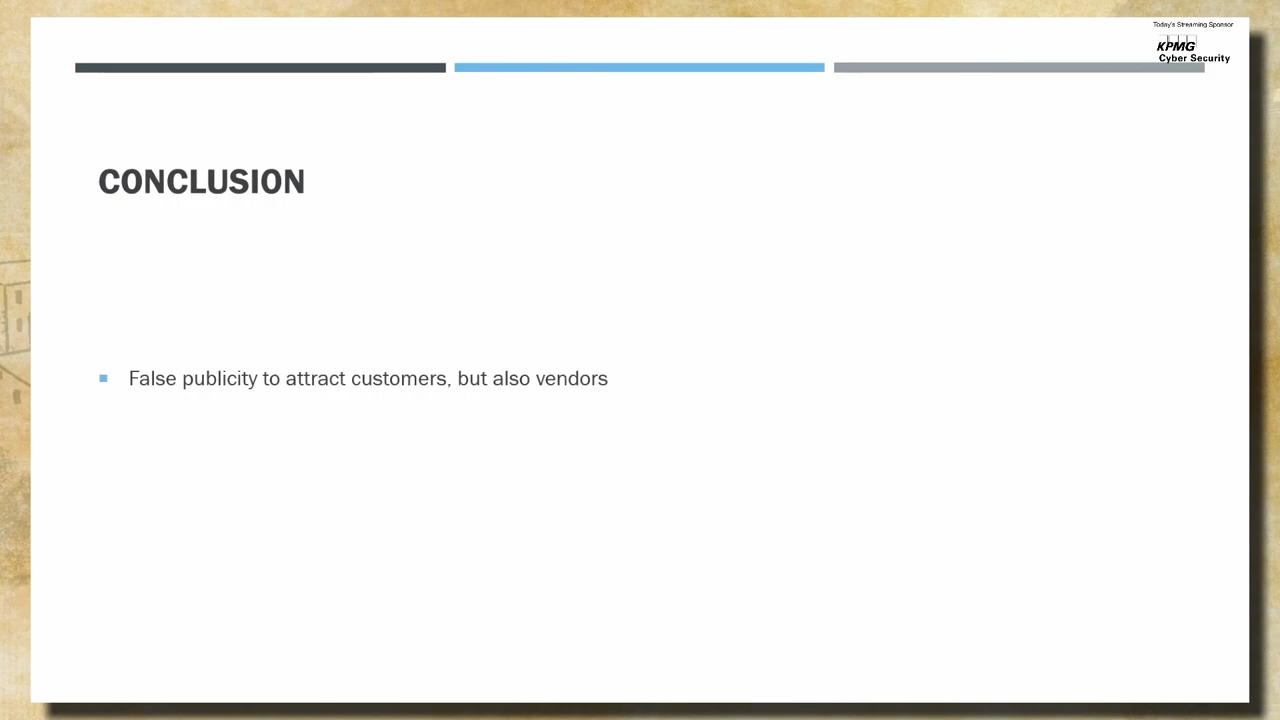 Today's Streaming Sponsor
KPMG
Cyber Security
CONCLUSION
False publicity to attract customers, but also vendors